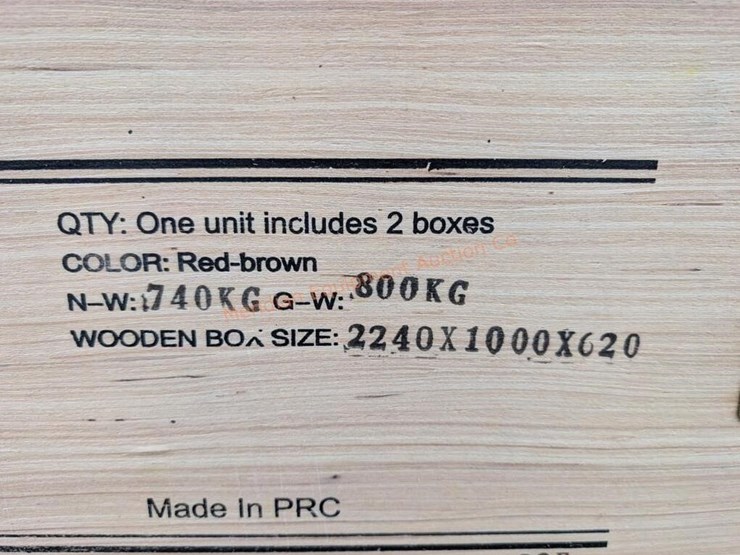 QTY: One unit includes 2 boxes
COLOR: Red-brown
N-W: 740KG G-W: 800KG
WOODEN BOX SIZE: 2240X1000X620
Made In PRC